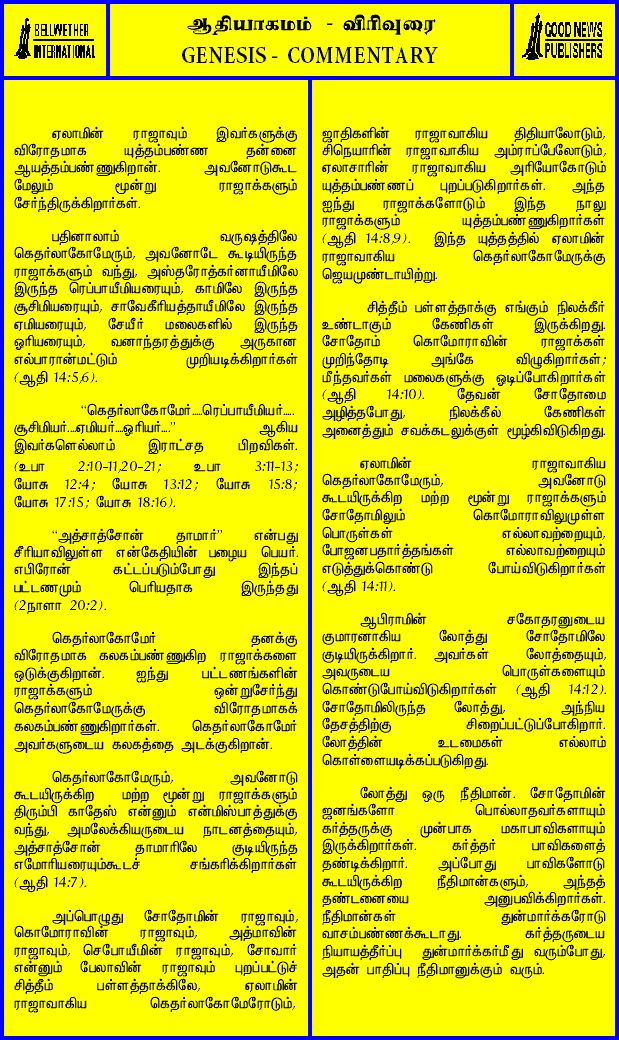 BELLWETHER
INTERNATIONAL
ஆதியாகமம் - விரிவுரை
GENESIS - COMMENTARY
GOOD NEWS
PUBLISHERS
ஏலாமின் ராஜாவும் இவர்களுக்கு
விரோதமாக யுத்தம்பண்ண தன்னை
ஆயத்தம்பண்ணுகிறான். அவனோடுகூட
மேலும் மூன்று ராஜாக்களும்
சேர்ந்திருக்கிறார்கள்.
பதினாலாம் வருஷத்திலே
கெதர்லாகோமேரும், அவனோடே கூடியிருந்த
ராஜாக்களும் வந்து, அஸ்தரோத்கர்னாயீமிலே
இருந்த ரெப்பாயீமியரையும், காமிலே இருந்த
சூசிமியரையும், சாவேகீரியத்தாயீமிலே இருந்த
ஏமியரையும், சேயீர் மலைகளில் இருந்த
ஓரியரையும், வனாந்தரத்துக்கு அருகான
எல்பாரான்மட்டும் முறியடிக்கிறார்கள்
(ஆதி 14:5,6).
“கெதர்லாகோமேர்.....ரெப்பாயீமியர்.....
சூசிமியர்...ஏமியர்....ஓரியர்....” ஆகிய
இவர்களெல்லாம் இராட்சத பிறவிகள்.
(உபா 2:10-11,20-21; உபா 3:11-13;
யோசு 12:4; யோசு 13:12; யோசு 15:8;
யோசு 17:15; யோசு 18:16).
“அத்சாத்சோன் தாமார்” என்பது
சீரியாவிலுள்ள என்கேதியின் பழைய பெயர்.
எபிரோன் கட்டப்படும்போது இந்தப்
பட்டணமும் பெரியதாக இருந்தது
(2நாளா 20:2).
கெதர்லாகோமேர் தனக்கு
விரோதமாக கலகம்பண்ணுகிற ராஜாக்களை
ஒடுக்குகிறான். ஐந்து பட்டணங்களின்
ராஜாக்களும் ஒன்றுசேர்ந்து
கெதர்லாகோமேருக்கு விரோதமாகக்
கலகம்பண்ணுகிறார்கள். கெதர்லாகோமேர்
அவர்களுடைய கலகத்தை அடக்குகிறான்.
கெதர்லாகோமேரும், அவனோடு
கூடயிருக்கிற மற்ற மூன்று ராஜாக்களும்
திரும்பி காதேஸ் என்னும் என்மிஸ்பாத்துக்கு
வந்து, அமலேக்கியருடைய நாடனத்தையும்,
அத்சாத்சோன் தாமாரிலே குடியிருந்த
எமோரியரையும்கூடச் சங்கரிக்கிறார்கள்
(ஆதி 14:7).
அப்பொழுது சோதோமின் ராஜாவும்,
கொமோராவின் ராஜாவும், அத்மாவின்
ராஜாவும், செபோயீமின் ராஜாவும், சோவார்
என்னும் பேலாவின் ராஜாவும் புறப்பட்டுச்
சித்தீம் பள்ளத்தாக்கிலே, ஏலாமின்
ராஜாவாகிய கெதர்லாகோமேரோடும்,
ஜாதிகளின் ராஜாவாகிய திதியாலோடும்,
சிநெயாரின் ராஜாவாகிய அம்ராப்பேலோடும்,
ஏலாசாரின் ராஜாவாகிய அரியோகோடும்
யுத்தம்பண்ணப் புறப்படுகிறார்கள். அந்த
ஐந்து ராஜாக்களோடும் இந்த நாலு
ராஜாக்களும் யுத்தம்பண்ணுகிறார்கள்
(ஆதி 14:8,9). இந்த யுத்தத்தில் ஏலாமின்
ராஜாவாகிய கெதர்லாகோமேருக்கு
ஜெயமுண்டாயிற்று.
சித்தீம் பள்ளத்தாக்கு எங்கும் நிலக்கீர்
உண்டாகும் கேணிகள் இருக்கிறது.
சோதோம் கொமோராவின் ராஜாக்கள்
முறிந்தோடி அங்கே விழுகிறார்கள்;
மீந்தவர்கள் மலைகளுக்கு ஓடிப்போகிறார்கள்
(ஆதி 14:10). தேவன் சோதோமை
அழித்தபோது, நிலக்கீல் கேணிகள்
அனைத்தும் சவக்கடலுக்குள் மூழ்கிவிடுகிறது.
ஏலாமின் ராஜாவாகிய
கெதர்லாகோமேரும், அவனோடு
கூடயிருக்கிற மற்ற மூன்று ராஜாக்களும்
சோதோமிலும் கொமோராவிலுமுள்ள
பொருள்கள் எல்லாவற்றையும்,
போஜனபதார்த்தங்கள் எல்லாவற்றையும்
எடுத்துக்கொண்டு போய்விடுகிறார்கள்
(ஆதி 14:11).
ஆபிராமின் சகோதரனுடைய
குமாரனாகிய லோத்து சோதோமிலே
குடியிருக்கிறார். அவர்கள் லோத்தையும்,
அவருடைய பொருள்களையும்
கொண்டுபோய்விடுகிறார்கள் (ஆதி 14:12).
சோதோமிலிருந்த லோத்து, அந்நிய
தேசத்திற்கு சிறைப்பட்டுப்போகிறார்.
லோத்தின் உடமைகள் எல்லாம்
கொள்ளையடிக்கப்படுகிறது.
லோத்து ஒரு நீதிமான். சோதோமின்
ஜனங்களோ பொல்லாதவர்களாயும்
கர்த்தருக்கு முன்பாக மகாபாவிகளாயும்
இருக்கிறார்கள். கர்த்தர் பாவிகளைத்
தண்டிக்கிறார். அப்போது பாவிகளோடு
கூடயிருக்கிற நீதிமான்களும், அந்தத்
தண்டனையை அனுபவிக்கிறார்கள்.
நீதிமான்கள் துன்மார்க்கரோடு
வாசம்பண்ணக்கூடாது. கர்த்தருடைய
நியாயத்தீர்ப்பு துன்மார்க்கர்மீது வரும்போது,
அதன் பாதிப்பு நீதிமானுக்கும் வரும்.